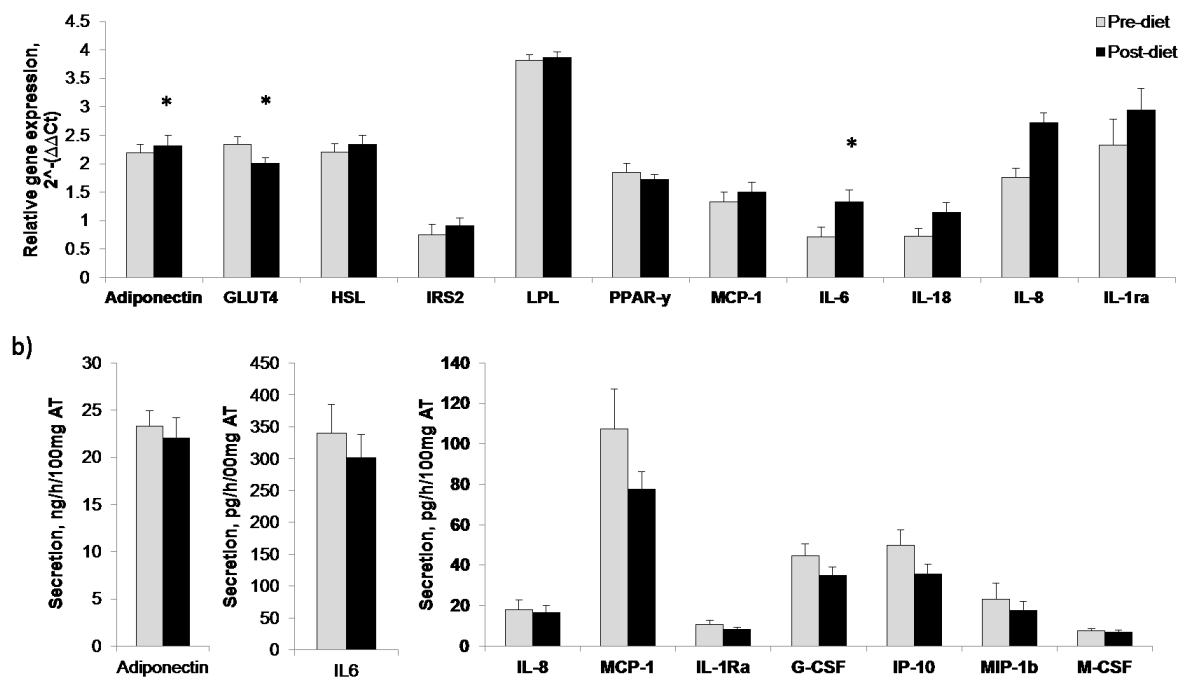 4.5
4
3.5
3
2.5
2
1.5
1
0.5
0
Relative gene expression,
2^-(ΔΔCt)
Pre-diet
Post-diet
* * *
Adiponectin GLUT4 HSL IRS2 LPL PPAR-y MCP-1 IL-6 IL-18 IL-8 IL-1ra
b)
30
25
20
15
10
5
0
Secretion, ng/h/100mg AT
Adiponectin
450
400
350
300
250
200
150
100
50
0
Secretion, pg/h/00mg AT
IL6
140
120
100
80
60
40
20
0
Secretion, pg/h/100mg AT
IL-8 MCP-1 IL-1Ra G-CSF IP-10 MIP-1b M-CSF